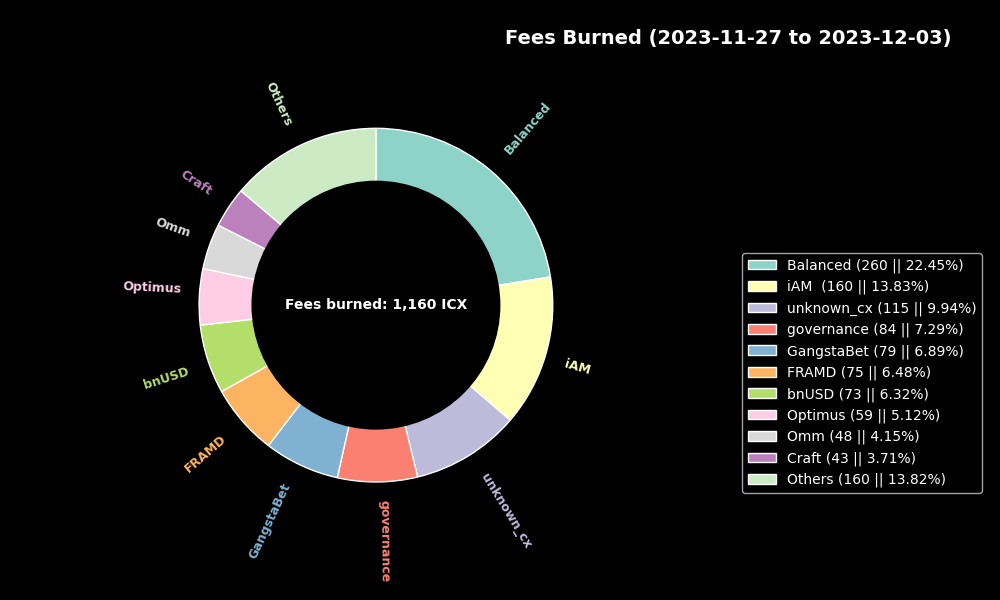 Fees Burned (2023-11-27 to 2023-12-03)
Others
Balanced
Craft
Omm
Optimus
Fees burned: 1,160 ICX
iAM
bnUSD
FRAMD
GangstaBet
governance
unknown_cx
Balanced (260 || 22.45%)
iAM  (160 || 13.83%)
unknown_cx (115 || 9.94%)
governance (84 || 7.29%)
GangstaBet (79 || 6.89%)
FRAMD (75 || 6.48%)
bnUSD (73 || 6.32%)
Optimus (59 || 5.12%)
Omm (48 || 4.15%)
Craft (43 || 3.71%)
Others (160 || 13.82%)